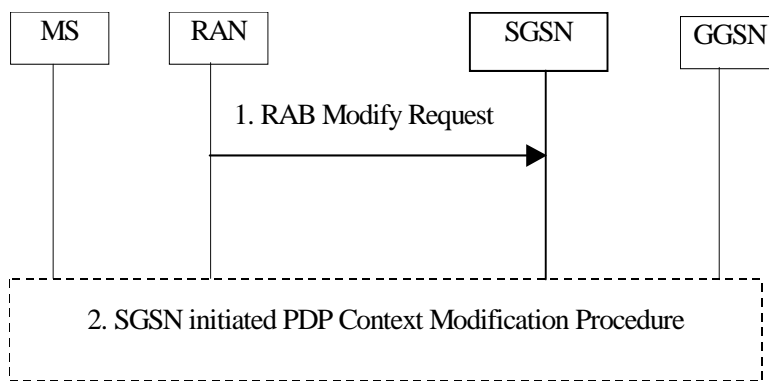 MS RAN SGSN GGSN
1. RAB Modify Request
2. SGSN initiated PDP Context Modification Procedure